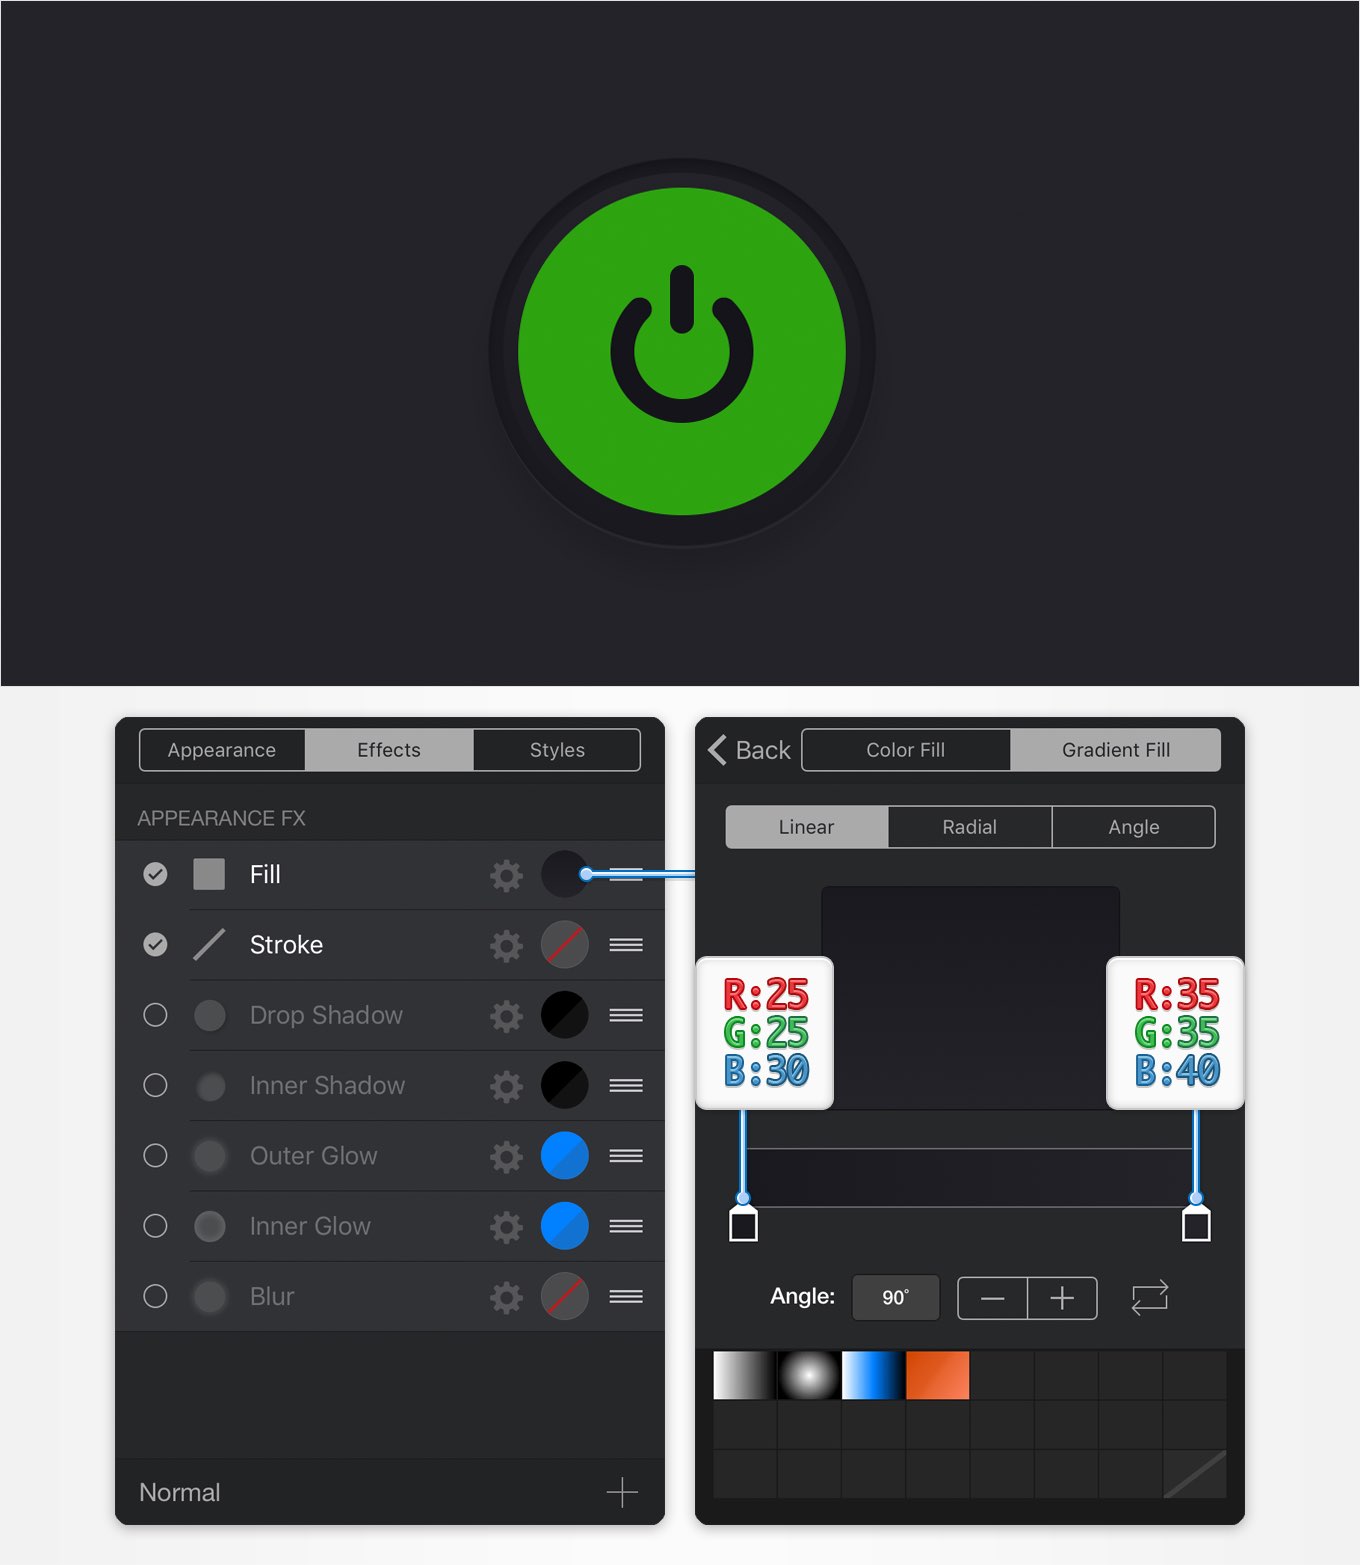 Appearance
Effects
Styles
APPEARANCE FX
Fill
Stroke
Drop Shadow
Inner Shadow
Outer Glow
Inner Glow
Blur
Normal
Back
Color Fill
Gradient Fill
Linear
Radial
Angle
R:25
G:25
B:30
R:35
G:35
B:40
Angle:
90°